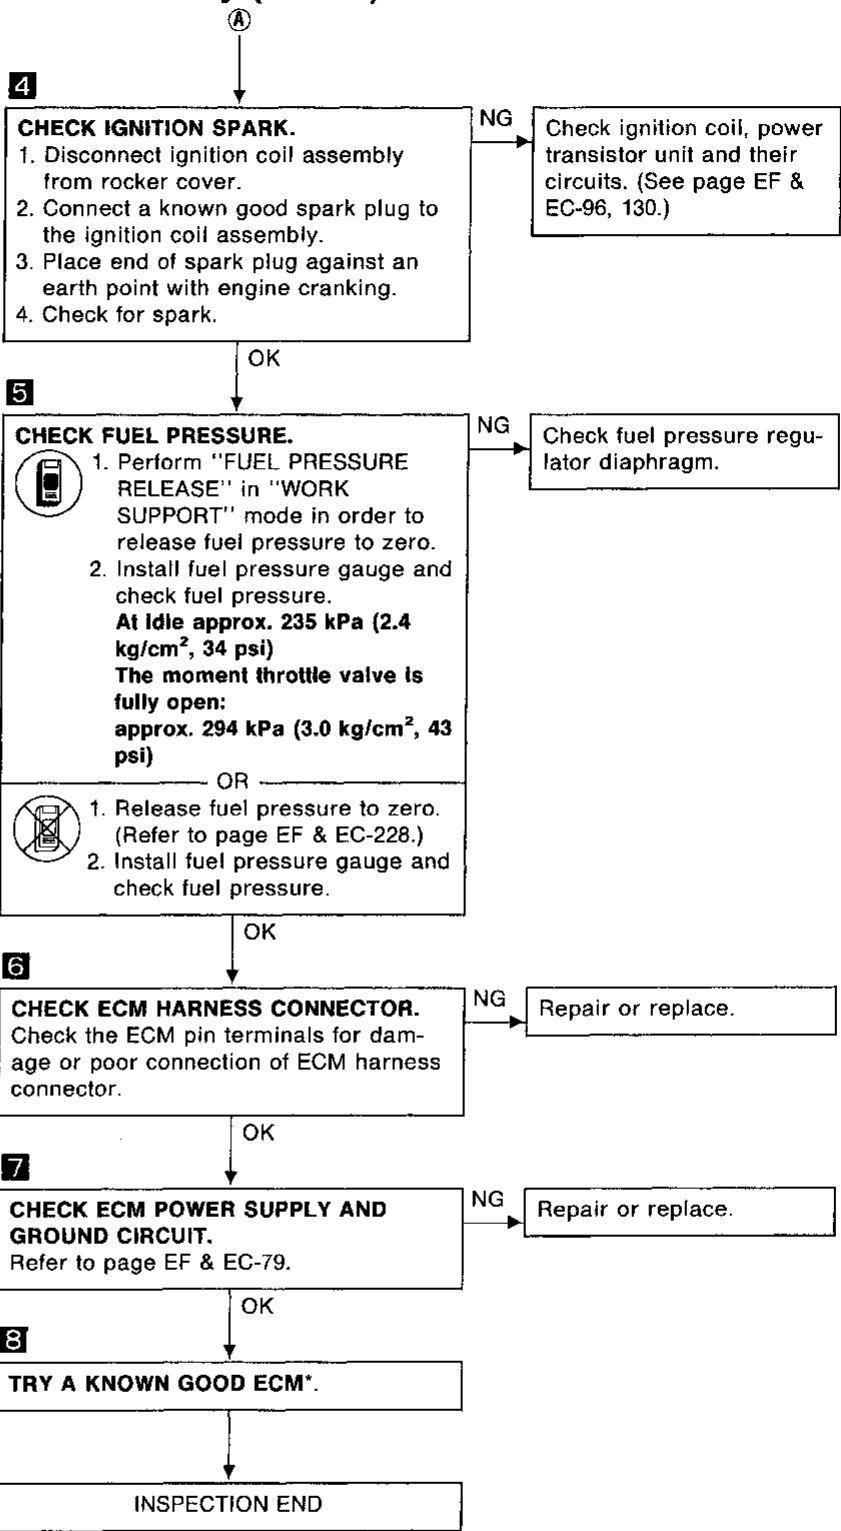 Ⓐ
4
CHECK IGNITION SPARK.
1. Disconnect ignition coil assembly
from rocker cover.
2. Connect a known good spark plug to
the ignition coil assembly.
3. Place end of spark plug against an
earth point with engine cranking.
4. Check for spark.
NG
Check ignition coil, power
transistor unit and their
circuits. (See page EF &
EC-96, 130.)
OK
5
CHECK FUEL PRESSURE.
1. Perform "FUEL PRESSURE
RELEASE" in "WORK
SUPPORT" mode in order to
release fuel pressure to zero.
2. Install fuel pressure gauge and
check fuel pressure.
At idle approx. 235 kPa (2.4
kg/cm², 34 psi)
The moment throttle valve is
fully open:
approx. 294 kPa (3.0 kg/cm², 43
psi)
OR
1. Release fuel pressure to zero.
(Refer to page EF & EC-228.)
2. Install fuel pressure gauge and
check fuel pressure.
NG
Check fuel pressure regu-
lator diaphragm.
OK
6
CHECK ECM HARNESS CONNECTOR.
Check the ECM pin terminals for dam-
age or poor connection of ECM harness
connector.
NG
Repair or replace.
OK
7
CHECK ECM POWER SUPPLY AND
GROUND CIRCUIT.
Refer to page EF & EC-79.
NG
Repair or replace.
OK
8
TRY A KNOWN GOOD ECM*.
INSPECTION END